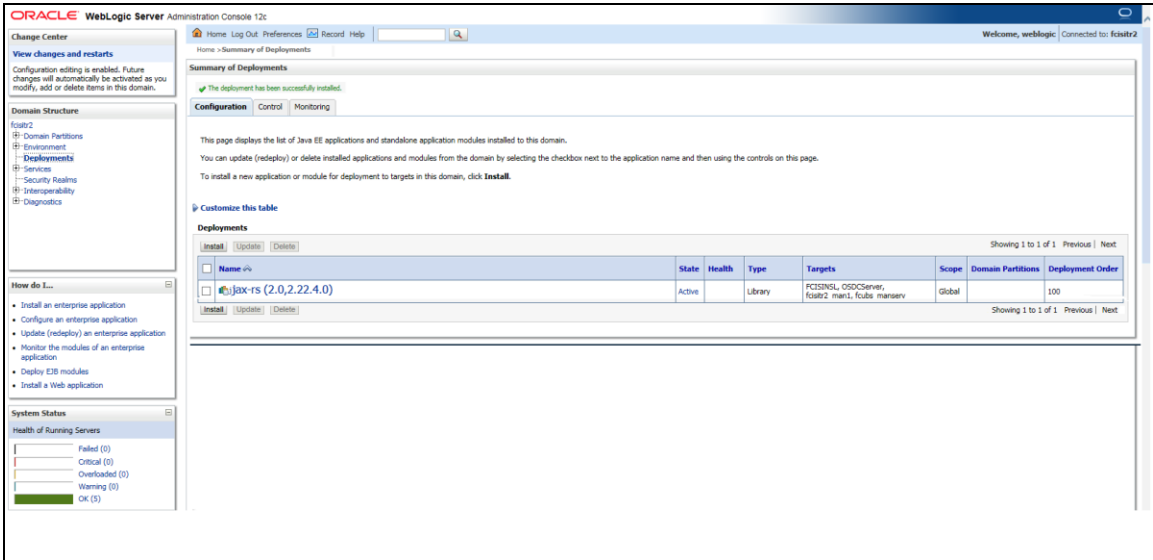 ORACLE WebLogic Server Administration Console 12c
Change Center
View changes and restarts
Configuration editing is enabled. Future
changes will automatically be activated as you
modify, add or delete items in this domain.
Domain Structure
fcisitr2
Domain Partitions
Environment
Deployments
Services
Security Realms
Interoperability
Diagnostics
How do I...
Install an enterprise application
Configure an enterprise application
Update (redeploy) an enterprise application
Monitor the modules of an enterprise
application
Deploy EJB modules
Install a Web application
System Status
Health of Running Servers
Failed (0)
Critical (0)
Overloaded (0)
Warning (0)
OK (5)
Home Log Out Preferences Record Help
Welcome, weblogic Connected to: fcisitr2
Home >Summary of Deployments
Summary of Deployments
The deployment has been successfully installed.
Configuration Control Monitoring
This page displays the list of Java EE applications and standalone application modules installed to this domain.
You can update (redeploy) or delete installed applications and modules from the domain by selecting the checkbox next to the application name and then using the controls on this page.
To install a new application or module for deployment to targets in this domain, click Install.
Customize this table
Deployments
Install Update Delete Showing 1 to 1 of 1 Previous | Next
Name State Health Type Targets Scope Domain Partitions Deployment Order
jax-rs (2.0,2.22.4.0) Active Library FCISINSL, OSDCServer, Global 100
fcisitr2_man1, fcubs_manserv
Install Update Delete Showing 1 to 1 of 1 Previous | Next